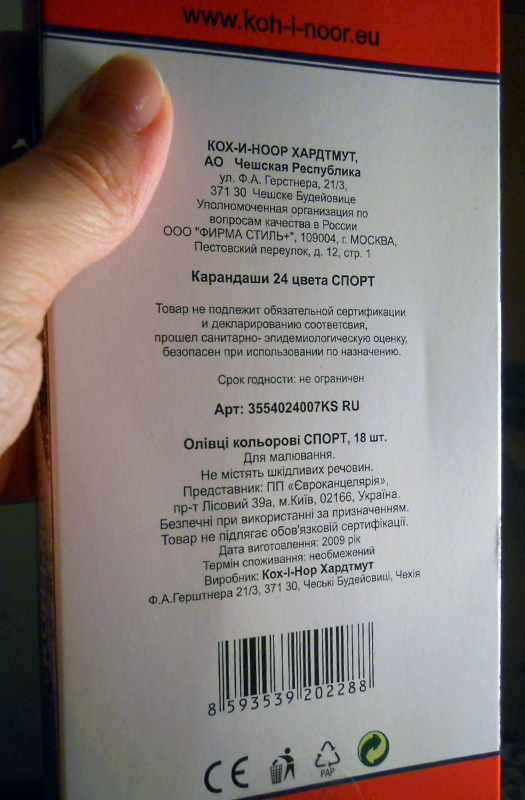 www.koh-i-noor.eu
КОХ-И-НООР ХАРДТМУТ,
АО Чешская Республика
ул. Ф.А. Герстнера, 21/3,
371 30 Чешске Будейовице
Уполномоченная организация по
вопросам качества в России
ООО "ФИРМА СТИЛЬ+", 109004, г. МОСКВА,
Пестовский переулок, д. 12, стр. 1
Карандаши 24 цвета СПОРТ
Товар не подлежит обязательной сертификации
и декларированию соответсвия,
прошел санитарно- эпидемиологическую оценку,
безопасен при использовании по назначению.
Срок годности: не ограничен
Арт: 3554024007KS RU
Олівці кольорові СПОРТ, 18 шт.
Для малювання.
Не містять шкідливих речовин.
Представник: ПП «Євроканцелярія»,
пр-т Лісовий 39а, м.Київ, 02166, Україна.
Безпечні при використанні за призначенням.
Товар не підлягає обов'язковій сертифікації.
Дата виготовлення: 2009 рік
Термін споживання: необмежений
Виробник: Кох-І-Нор Хардтмут
Ф.А.Герштнера 21/3, 371 30, Чеські Будейовиці, Чехія
8 593539 202288
CE
PAP